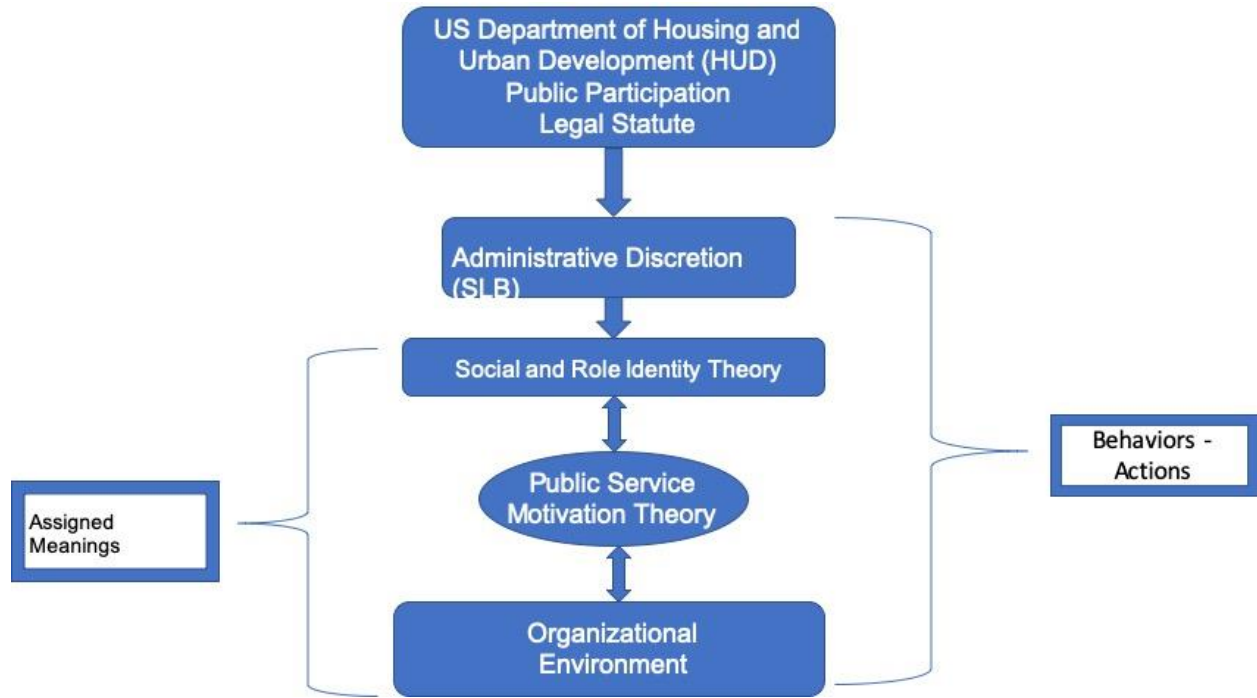 US Department of Housing and
Urban Development (HUD)
Public Participation
Legal Statute
Administrative Discretion
(SLB)
Social and Role Identity Theory
Behaviors -
Actions
Public Service
Motivation Theory
Assigned
Meanings
Organizational
Environment